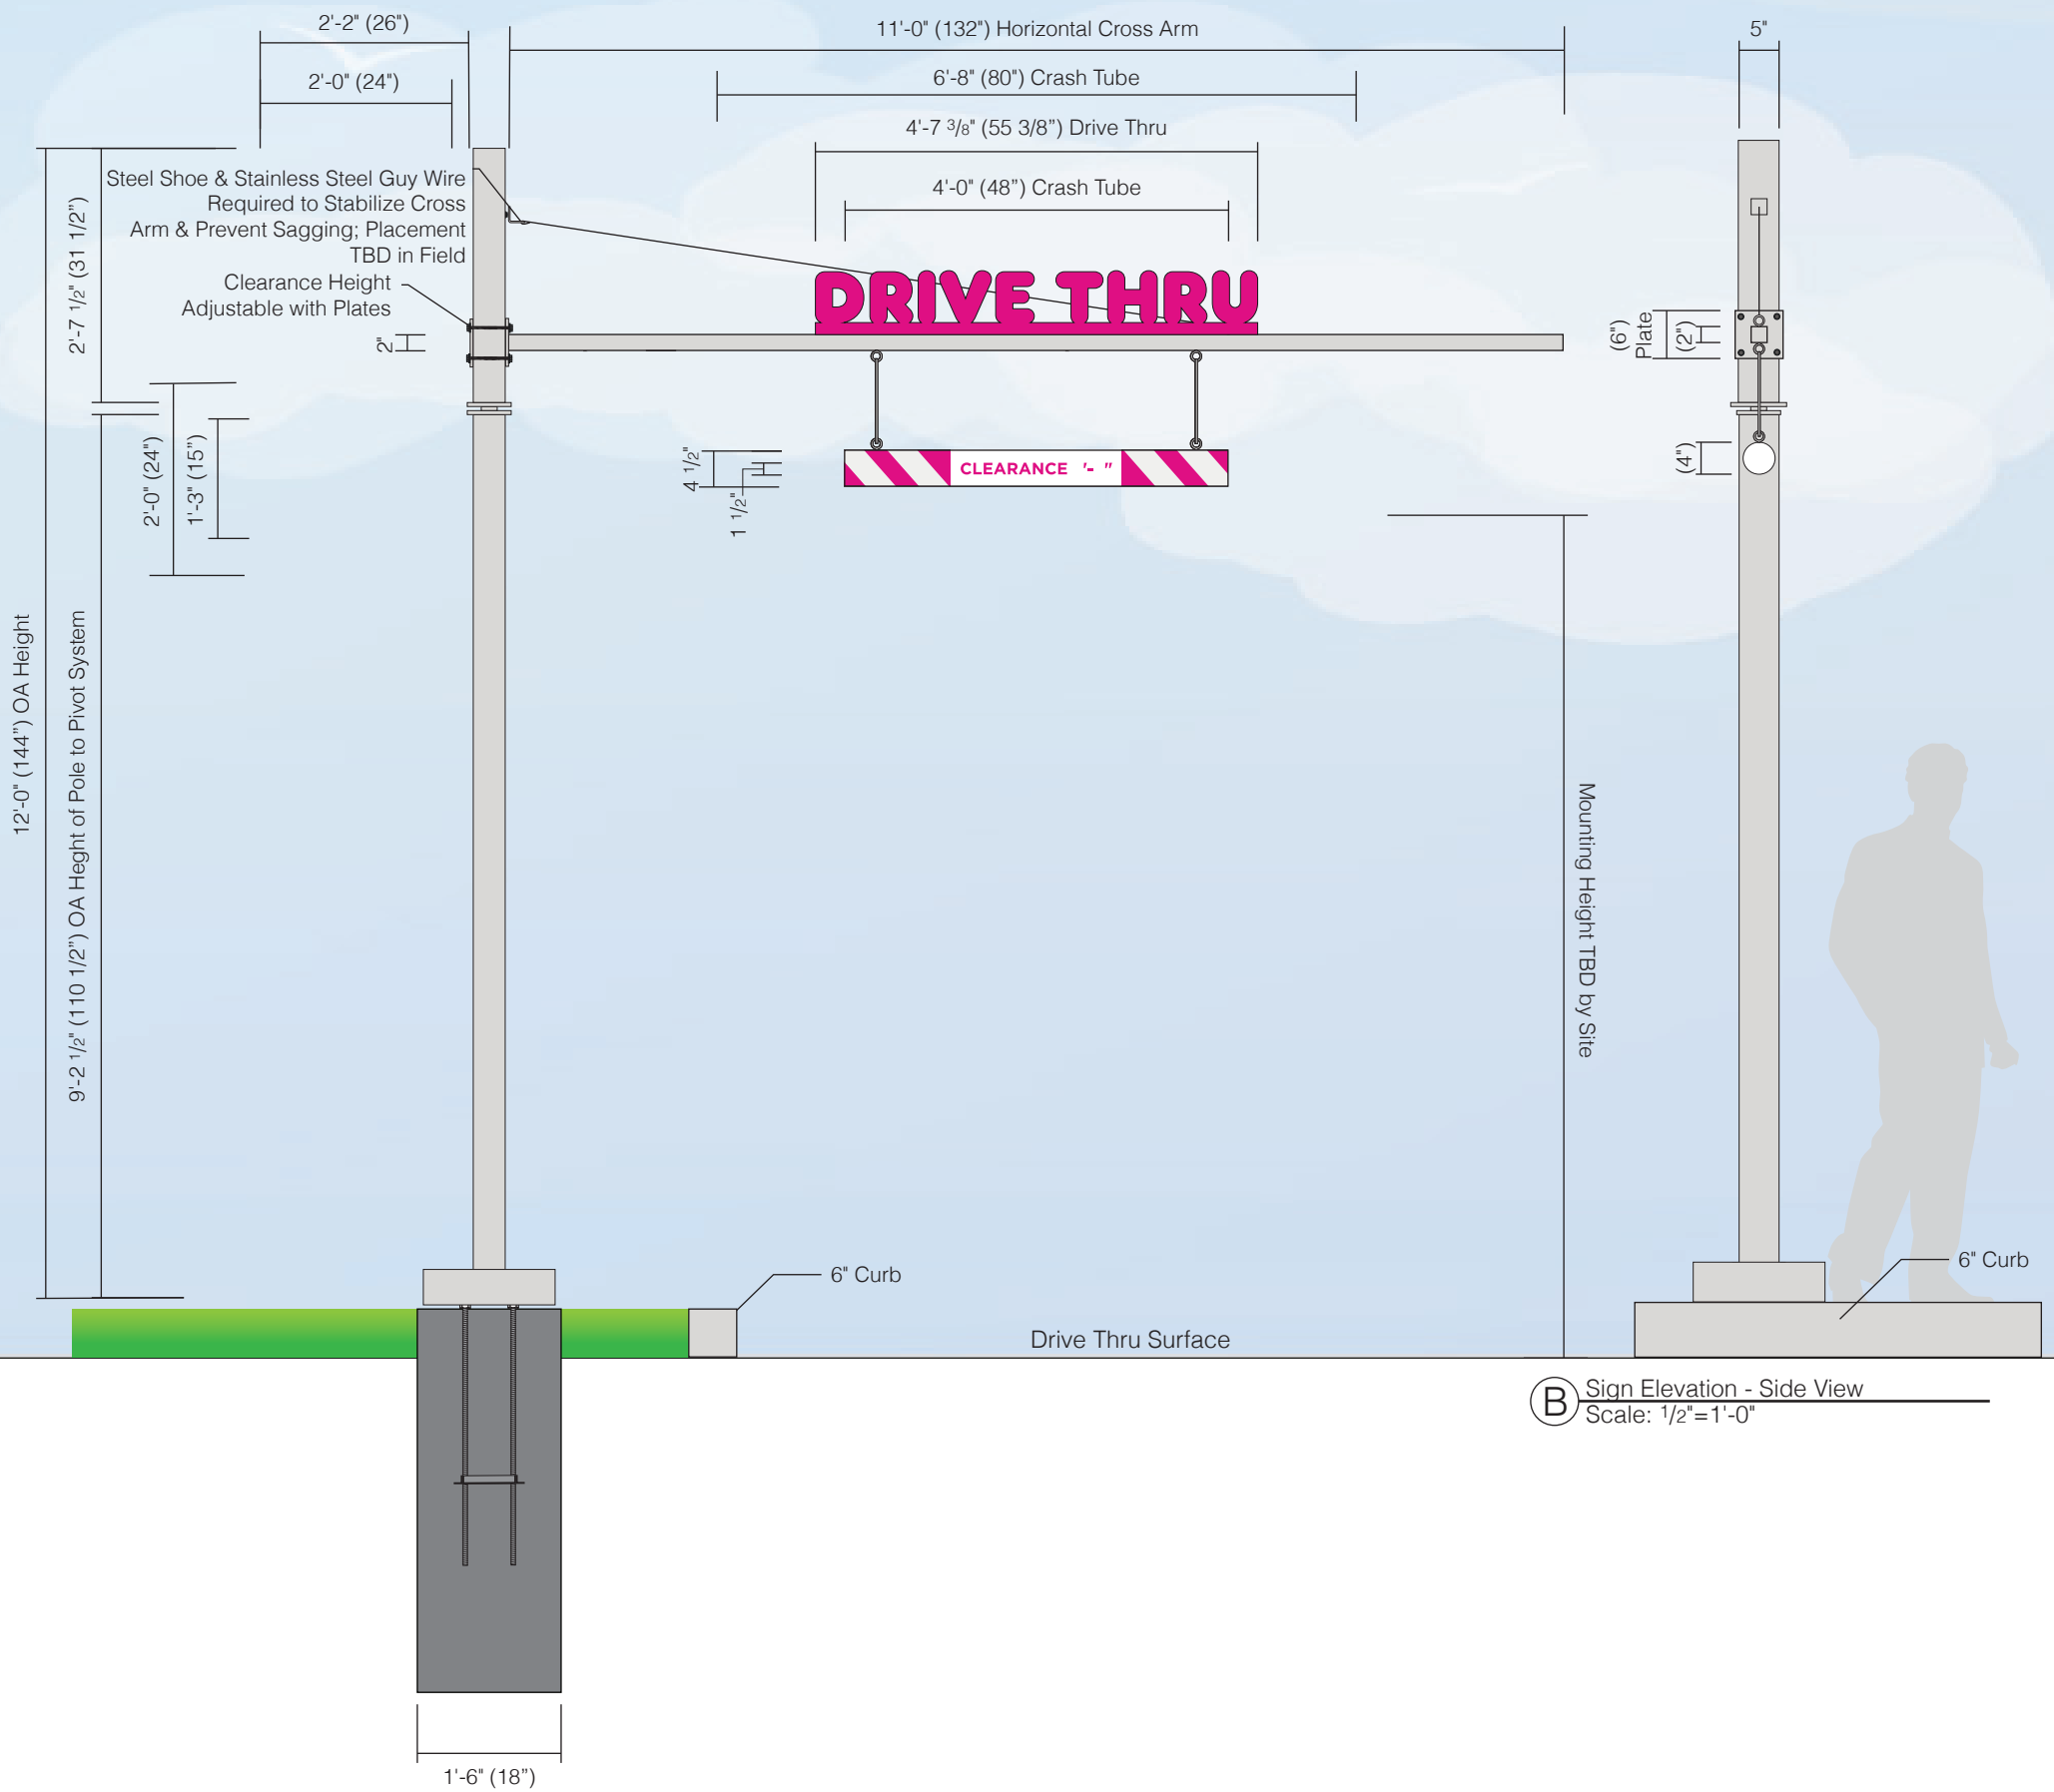 2'-2" (26")
11'-0" (132") Horizontal Cross Arm
5"
2'-0" (24")
6'-8" (80") Crash Tube
4'-7 3/8" (55 3/8”) Drive Thru
4'-0" (48”) Crash Tube
Steel Shoe & Stainless Steel Guy Wire
Required to Stabilize Cross
Arm & Prevent Sagging; Placement
TBD in Field
Clearance Height
Adjustable with Plates
2'-7 1/2" (31 1/2”)
2"
DRIVE THRU
(6")
Plate
(2")
2'-0" (24")
1'-3" (15”)
4 1/2"
1 1/2"
CLEARANCE '- "
(4")
12'-0" (144”) OA Height
9'-2 1/2" (110 1/2”) OA Heght of Pole to Pivot System
Mounting Height TBD by Site
6" Curb
6" Curb
Drive Thru Surface
B
Sign Elevation - Side View
Scale: 1/2"=1'-0"
1'-6" (18”)